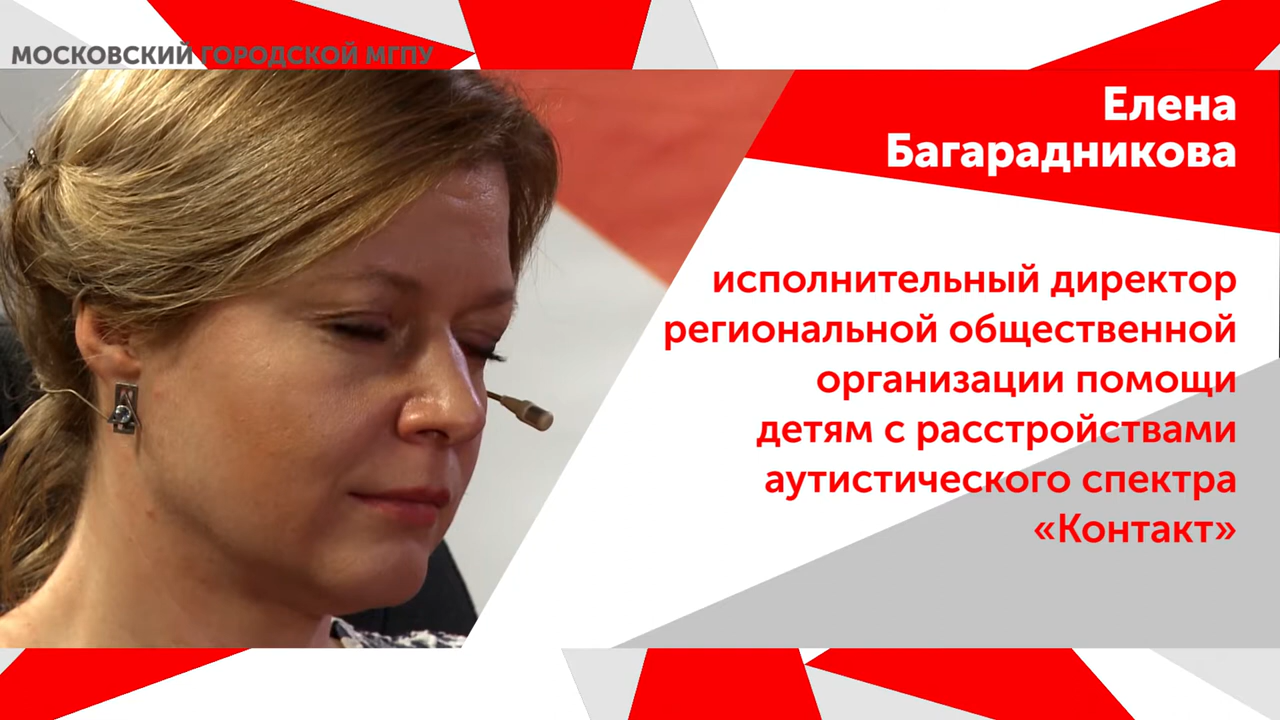 МОСКОВСКИЙ ГОРОДСКОЙ МГПУ
Елена
Багарадникова
исполнительный директор
региональной общественной
организации помощи
детям с расстройствами
аутистического спектра
«Контакт»